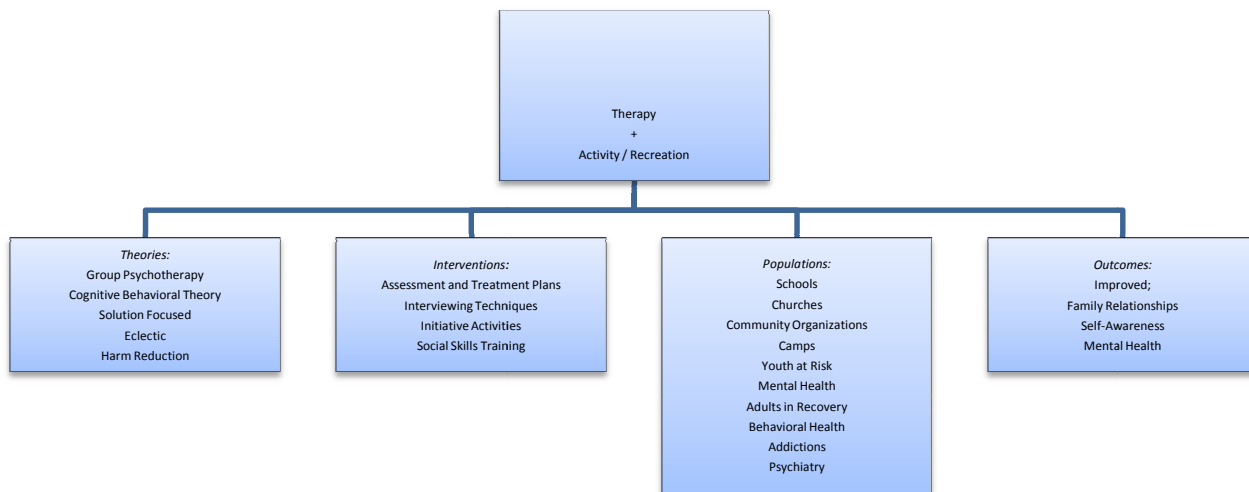 Therapy
+
Activity / Recreation
Theories:
Group Psychotherapy
Cognitive Behavioral Theory
Solution Focused
Eclectic
Harm Reduction
Interventions:
Assessment and Treatment Plans
Interviewing Techniques
Initiative Activities
Social Skills Training
Populations:
Schools
Churches
Community Organizations
Camps
Youth at Risk
Mental Health
Adults in Recovery
Behavioral Health
Addictions
Psychiatry
Outcomes:
Improved;
Family Relationships
Self-Awareness
Mental Health